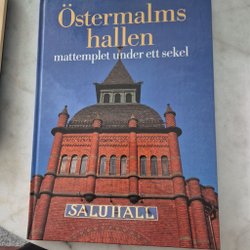 Östermalms
hallen
mattemplet under ett sekel
SALUHALL